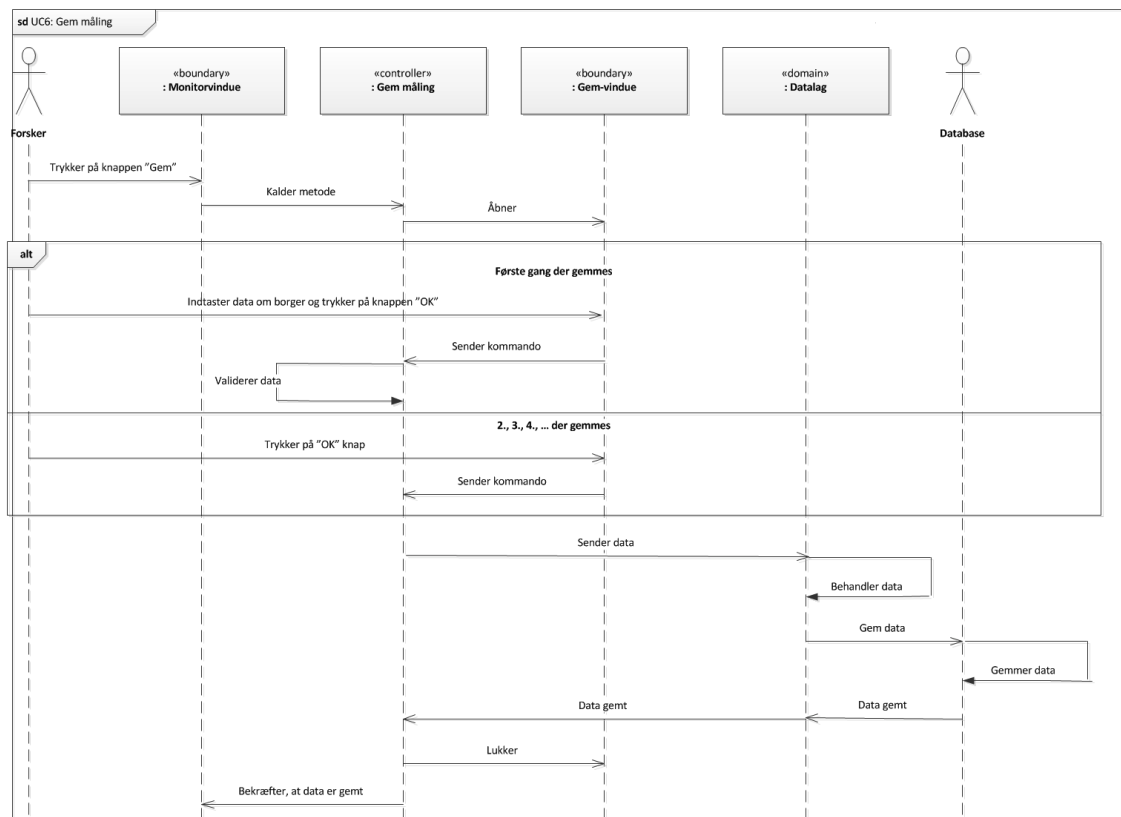 sd UC6: Gem måling
«boundary»
: Monitorvindue
«controller»
: Gem måling
«boundary»
: Gem-vindue
«domain»
: Datalag
Forsker
Database
Trykker på knappen ”Gem”
Kalder metode
Åbner
alt
Første gang der gemmes
Indtaster data om borger og trykker på knappen ”OK”
Sender kommando
Validerer data
2., 3., 4., ... der gemmes
Trykker på ”OK” knap
Sender kommando
Sender data
Behandler data
Gem data
Gemmer data
Data gemt
Data gemt
Lukker
Bekræfter, at data er gemt